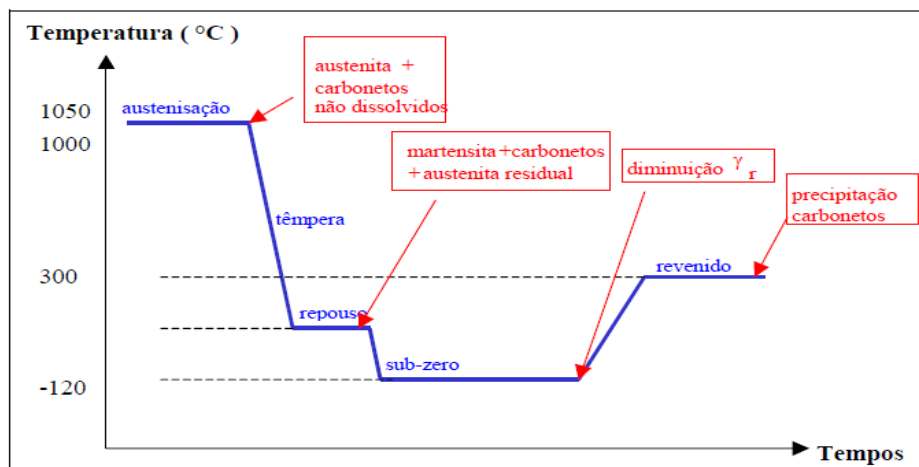 Temperatura ( °C )
austenita +
carbonetos
não dissolvidos
1050
austenisação
1000
martensita+carbonetos
+austenita residual
diminuição γr
precipitação
carbonetos
têmpera
300
revenido
repouso
sub-zero
-120
Tempos